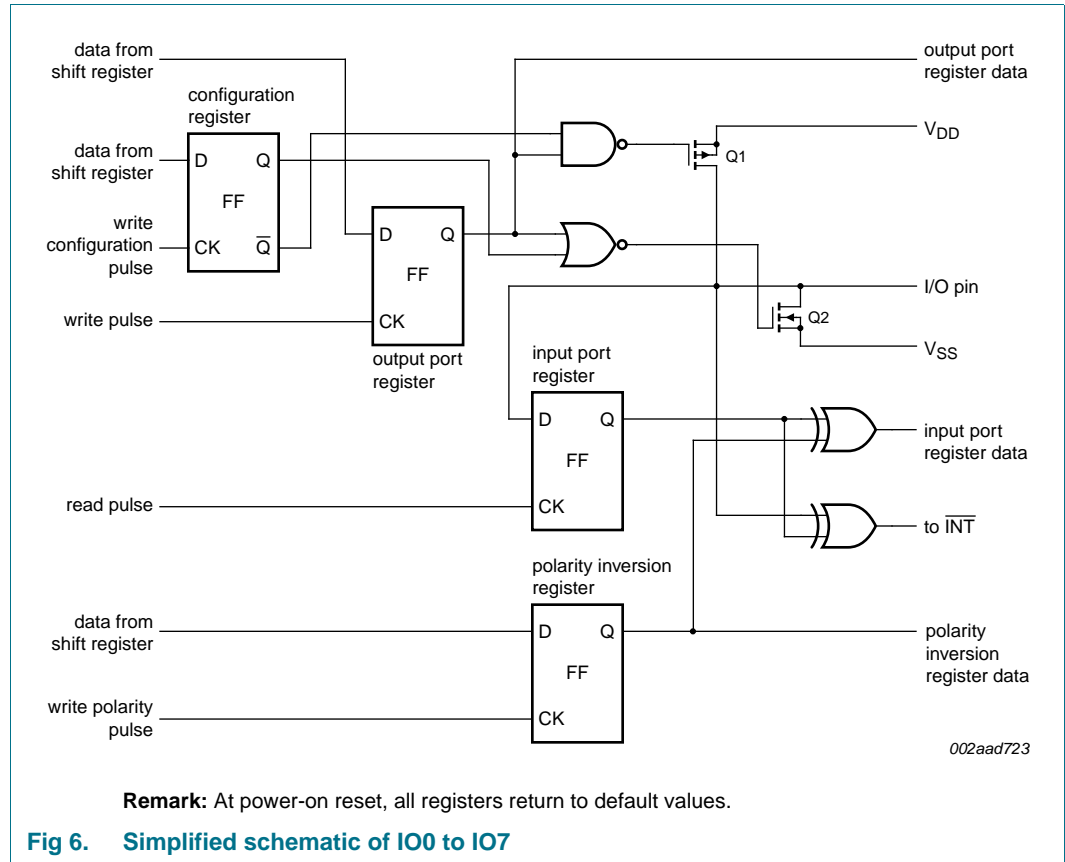 data from
shift register
output port
register data
configuration
register
V_DD
data from
shift register
D
Q
FF
CK
Q̅
write
configuration
pulse
Q1
D
Q
FF
CK
output port
register
write pulse
I/O pin
Q2
V_SS
input port
register
D
Q
FF
CK
input port
register data
read pulse
to I̅N̅T̅
polarity inversion
register
data from
shift register
D
Q
FF
CK
polarity
inversion
register data
write polarity
pulse
002aad723
Remark: At power-on reset, all registers return to default values.
Fig 6. Simplified schematic of IO0 to IO7